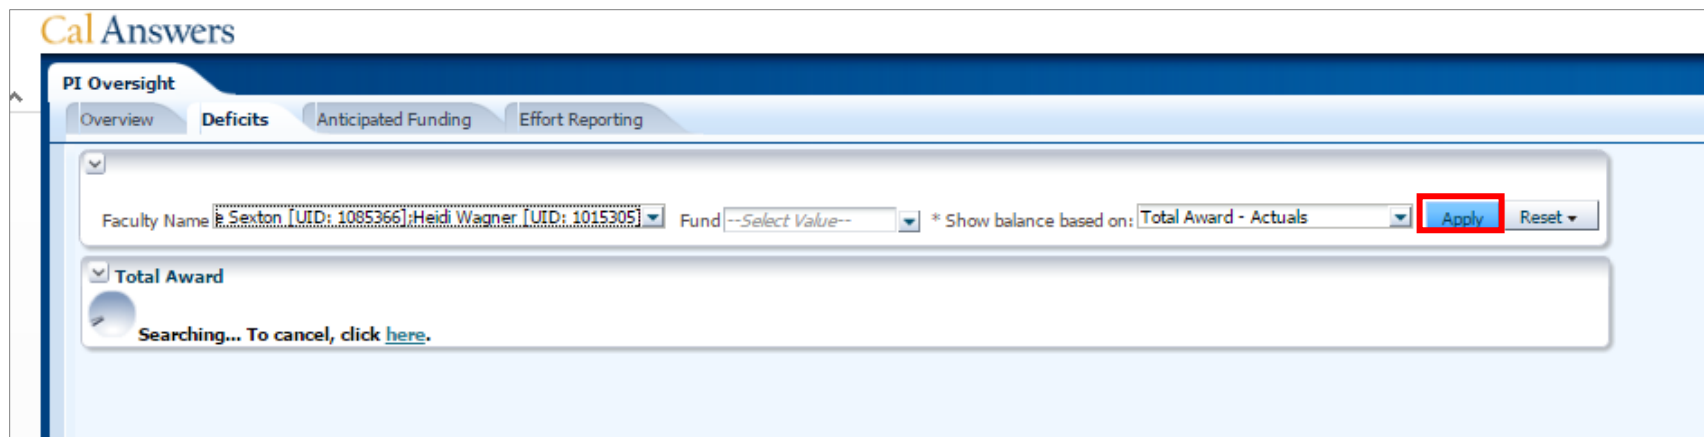 Cal Answers
PI Oversight
Overview Deficits Anticipated Funding Effort Reporting
Faculty Name e Sexton [UID: 1085366];Heidi Wagner [UID: 1015305] Fund --Select Value-- * Show balance based on: Total Award - Actuals Apply Reset
Total Award
Searching... To cancel, click here.